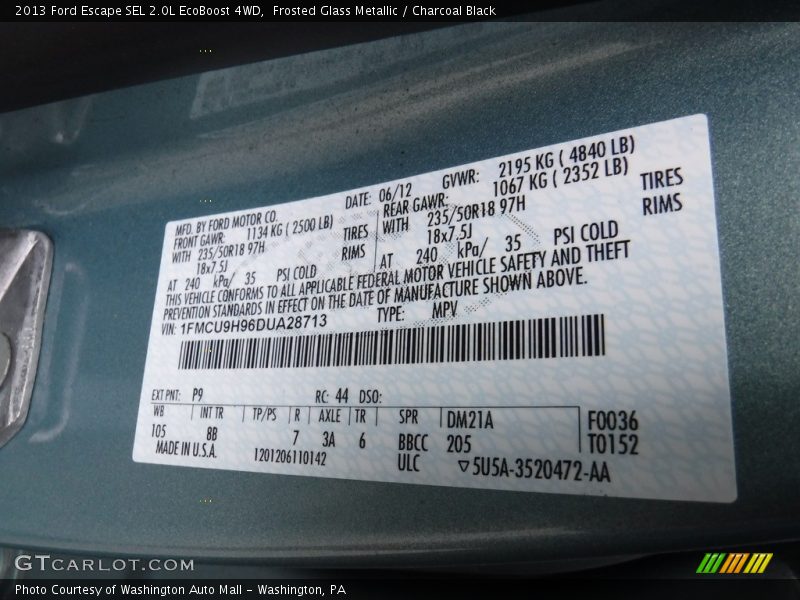 2013 Ford Escape SEL 2.0L EcoBoost 4WD,  Frosted Glass Metallic / Charcoal Black
MFD. BY FORD MOTOR CO.
DATE: 06/12
GVWR: 2195 KG ( 4840 LB)
FRONT GAWR: 1134 KG ( 2500 LB)
REAR GAWR: 1067 KG ( 2352 LB)
WITH 235/50R18 97H TIRES
WITH 235/50R18 97H TIRES
18x7.5J RIMS
18x7.5J RIMS
AT 240 kPa/ 35 PSI COLD
AT 240 kPa/ 35 PSI COLD
THIS VEHICLE CONFORMS TO ALL APPLICABLE FEDERAL MOTOR VEHICLE SAFETY AND THEFT
PREVENTION STANDARDS IN EFFECT ON THE DATE OF MANUFACTURE SHOWN ABOVE.
VIN: 1FMCU9H96DUA28713
TYPE: MPV
EXT PNT: P9 RC: 44 DSO:
WB INT TR TP/PS R AXLE TR SPR DM21A F0036
105 8B 7 3A 6 BBCC 205 T0152
MADE IN U.S.A. 1201206110142 ULC ▽5U5A-3520472-AA
GTCARLOT.COM
Photo Courtesy of Washington Auto Mall - Washington, PA